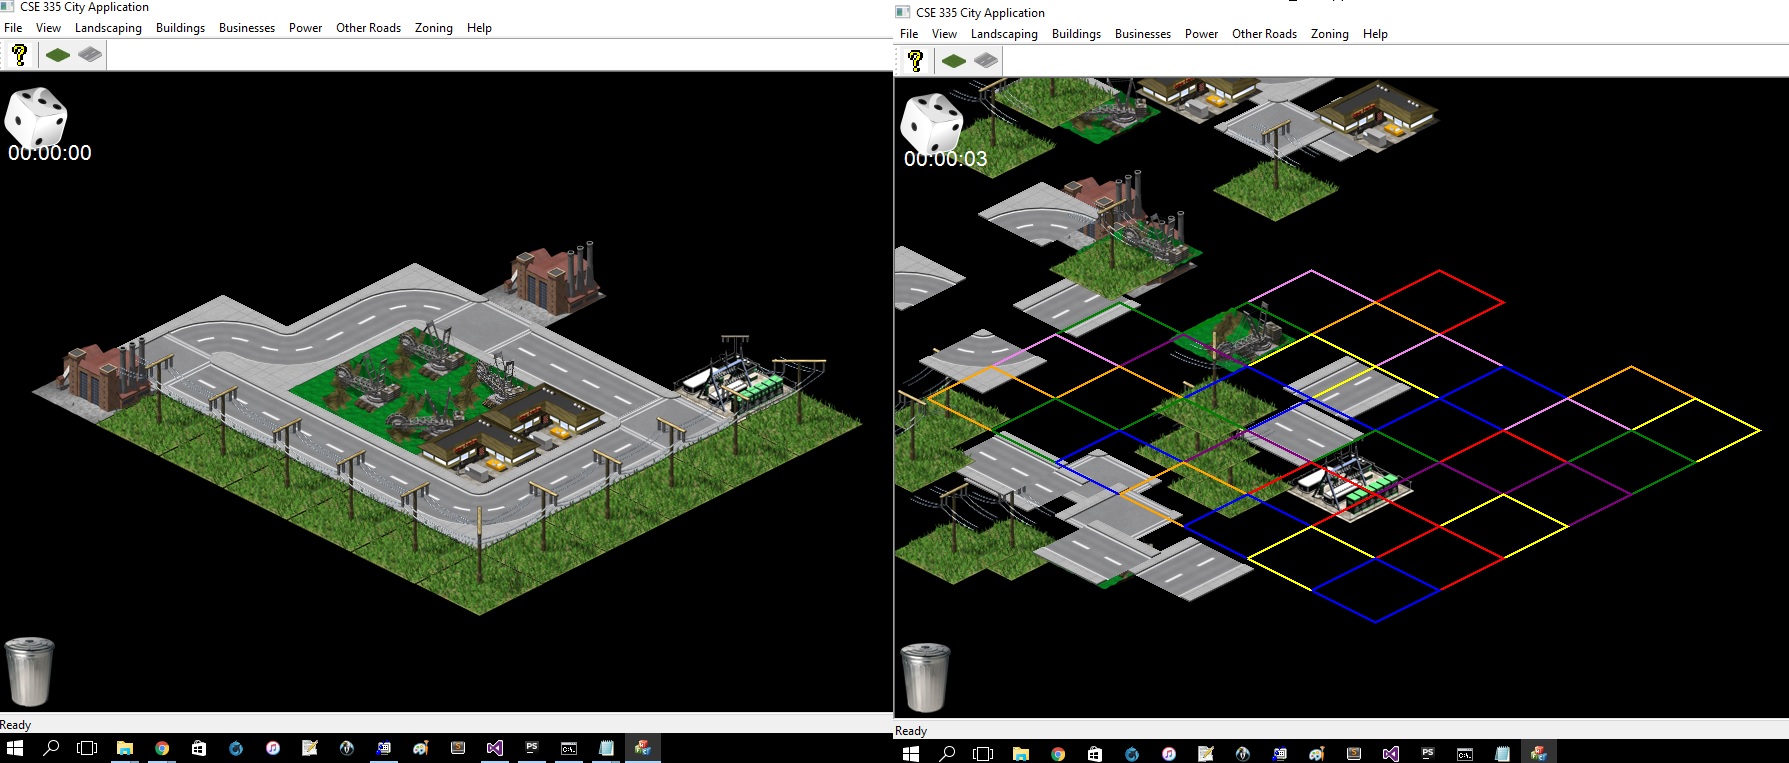 CSE 335 City Application
File View Landscaping Buildings Businesses Power Other Roads Zoning Help
00:00:00
Ready
CSE 335 City Application
File View Landscaping Buildings Businesses Power Other Roads Zoning Help
00:00:03
Ready